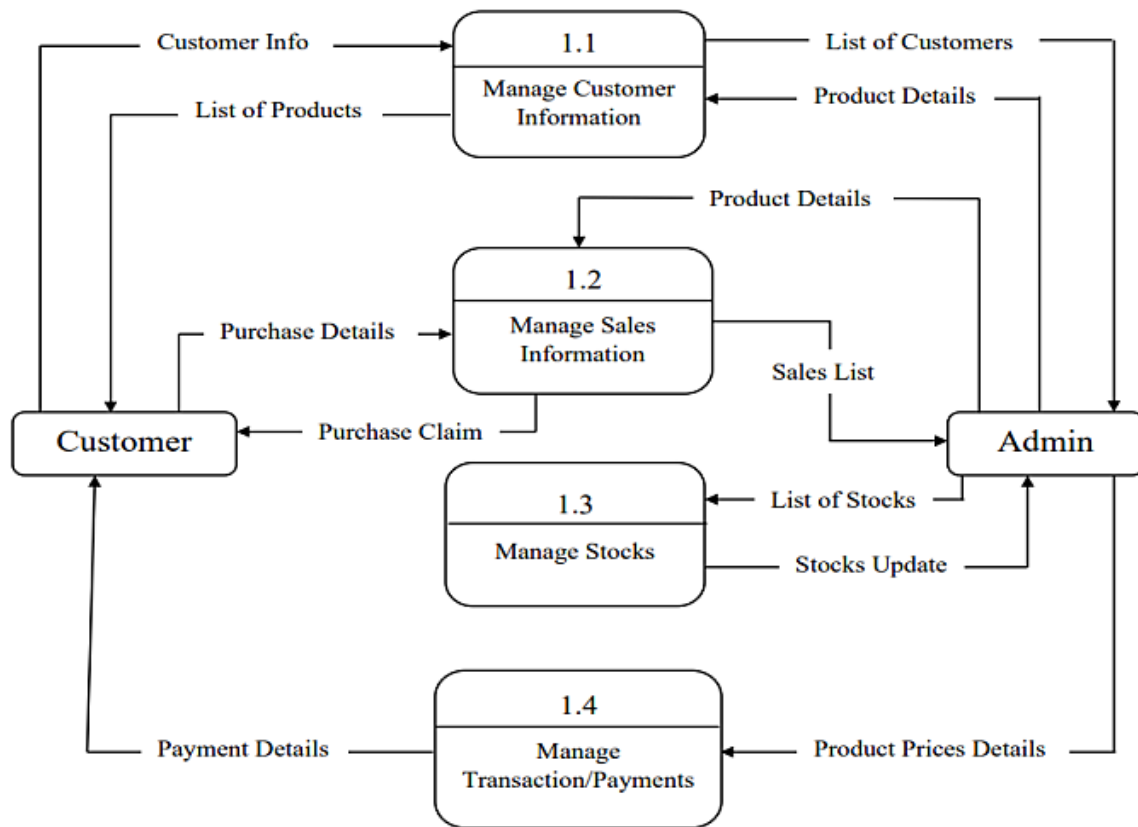 Customer Info
1.1
List of Customers
Manage Customer
Information
List of Products
Product Details
Product Details
1.2
Purchase Details
Manage Sales
Information
Sales List
Customer
Purchase Claim
Admin
1.3
List of Stocks
Manage Stocks
Stocks Update
1.4
Payment Details
Manage
Transaction/Payments
Product Prices Details